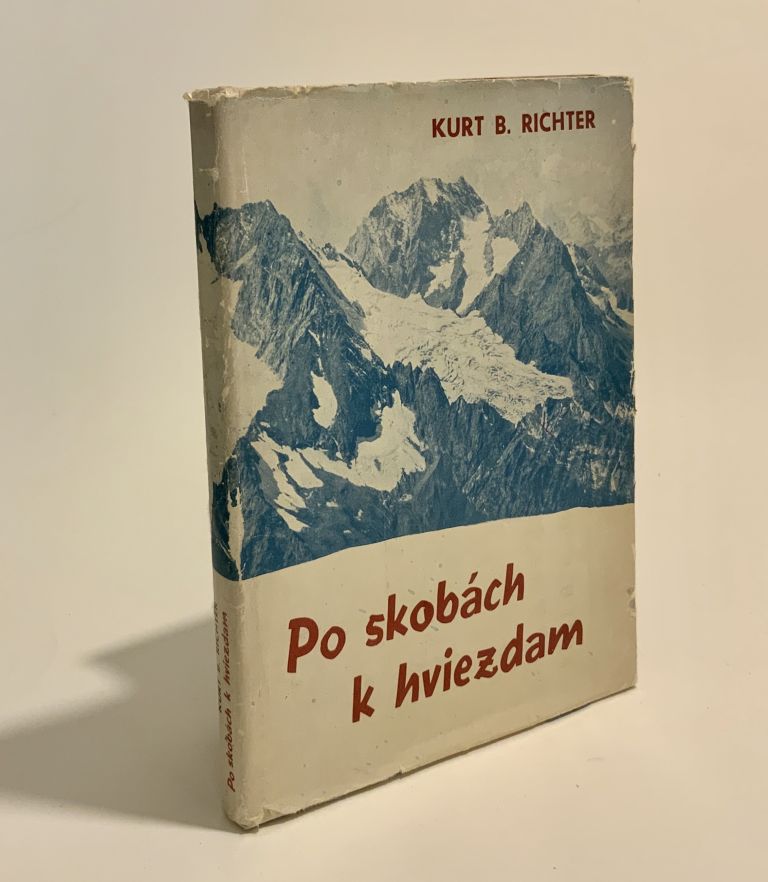 KURT B. RICHTER
Po skobách
k hviezdam
KURT B. RICHTER
Po skobách k hviezdam